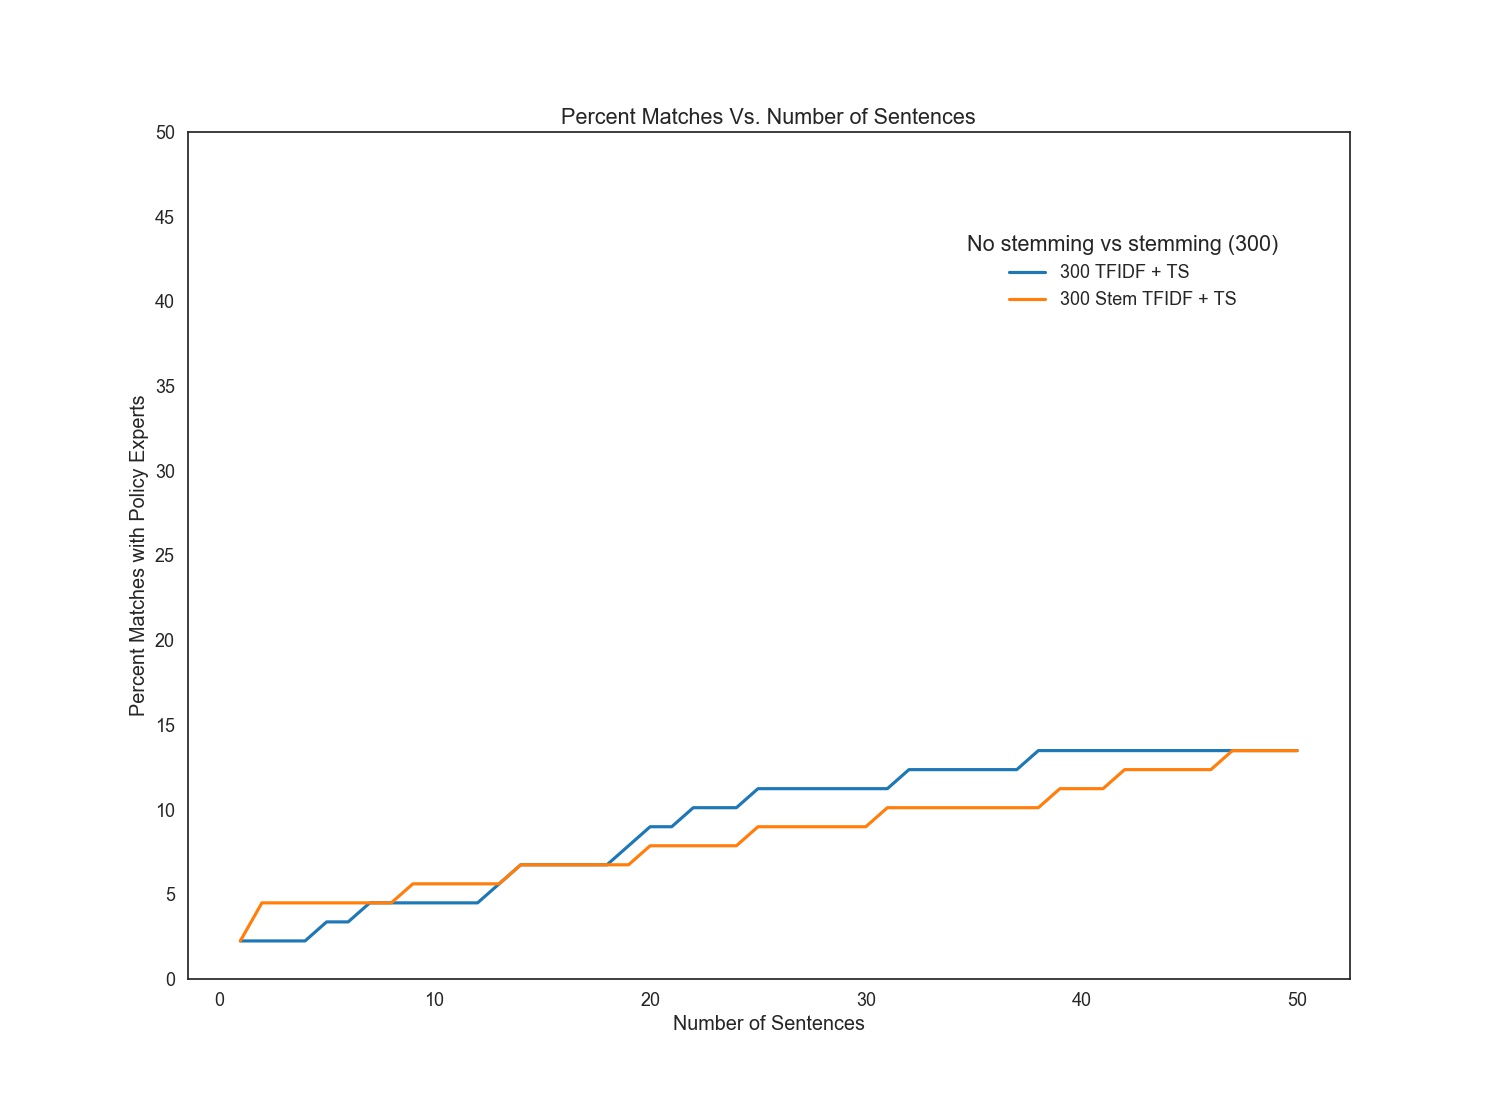 Percent Matches Vs. Number of Sentences
50
45
40
35
30
25
20
15
10
5
0
Percent Matches with Policy Experts
No stemming vs stemming (300)
300 TFIDF + TS
300 Stem TFIDF + TS
0 10 20 30 40 50
Number of Sentences